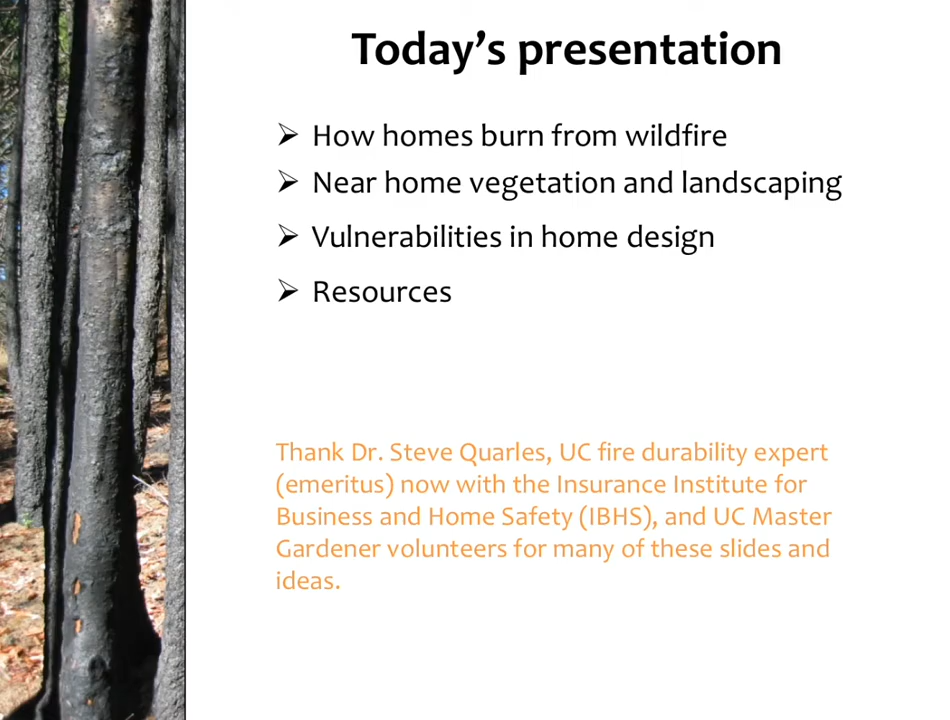 Today's presentation
➢ How homes burn from wildfire
➢ Near home vegetation and landscaping
➢ Vulnerabilities in home design
➢ Resources
Thank Dr. Steve Quarles, UC fire durability expert
(emeritus) now with the Insurance Institute for
Business and Home Safety (IBHS), and UC Master
Gardener volunteers for many of these slides and
ideas.